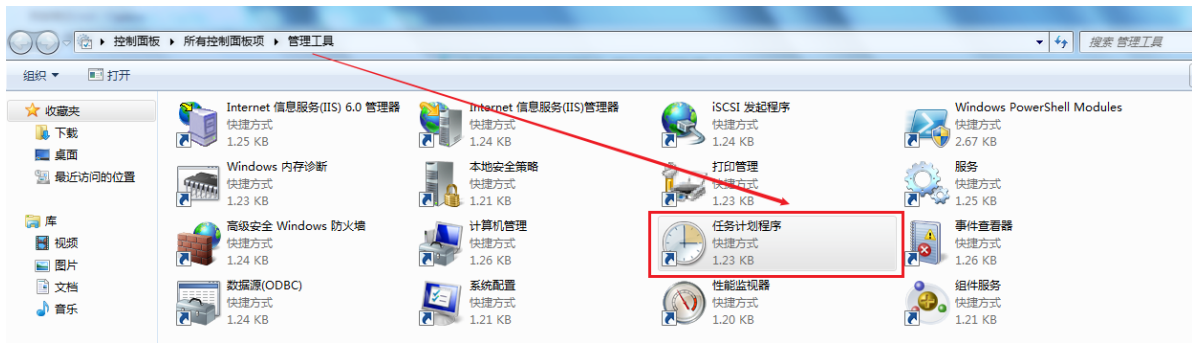 控制面板 ▸ 所有控制面板项 ▸ 管理工具
搜索 管理工具
组织 打开
收藏夹
下载
桌面
最近访问的位置
库
视频
图片
文档
音乐
Internet 信息服务(IIS) 6.0 管理器
快捷方式
1.25 KB
Internet 信息服务(IIS)管理器
快捷方式
1.24 KB
iSCSI 发起程序
快捷方式
1.24 KB
Windows PowerShell Modules
快捷方式
2.67 KB
Windows 内存诊断
快捷方式
1.23 KB
本地安全策略
快捷方式
1.21 KB
打印管理
快捷方式
1.23 KB
服务
快捷方式
1.25 KB
高级安全 Windows 防火墙
快捷方式
1.24 KB
计算机管理
快捷方式
1.26 KB
任务计划程序
快捷方式
1.23 KB
事件查看器
快捷方式
1.26 KB
数据源(ODBC)
快捷方式
1.24 KB
系统配置
快捷方式
1.21 KB
性能监视器
快捷方式
1.20 KB
组件服务
快捷方式
1.21 KB